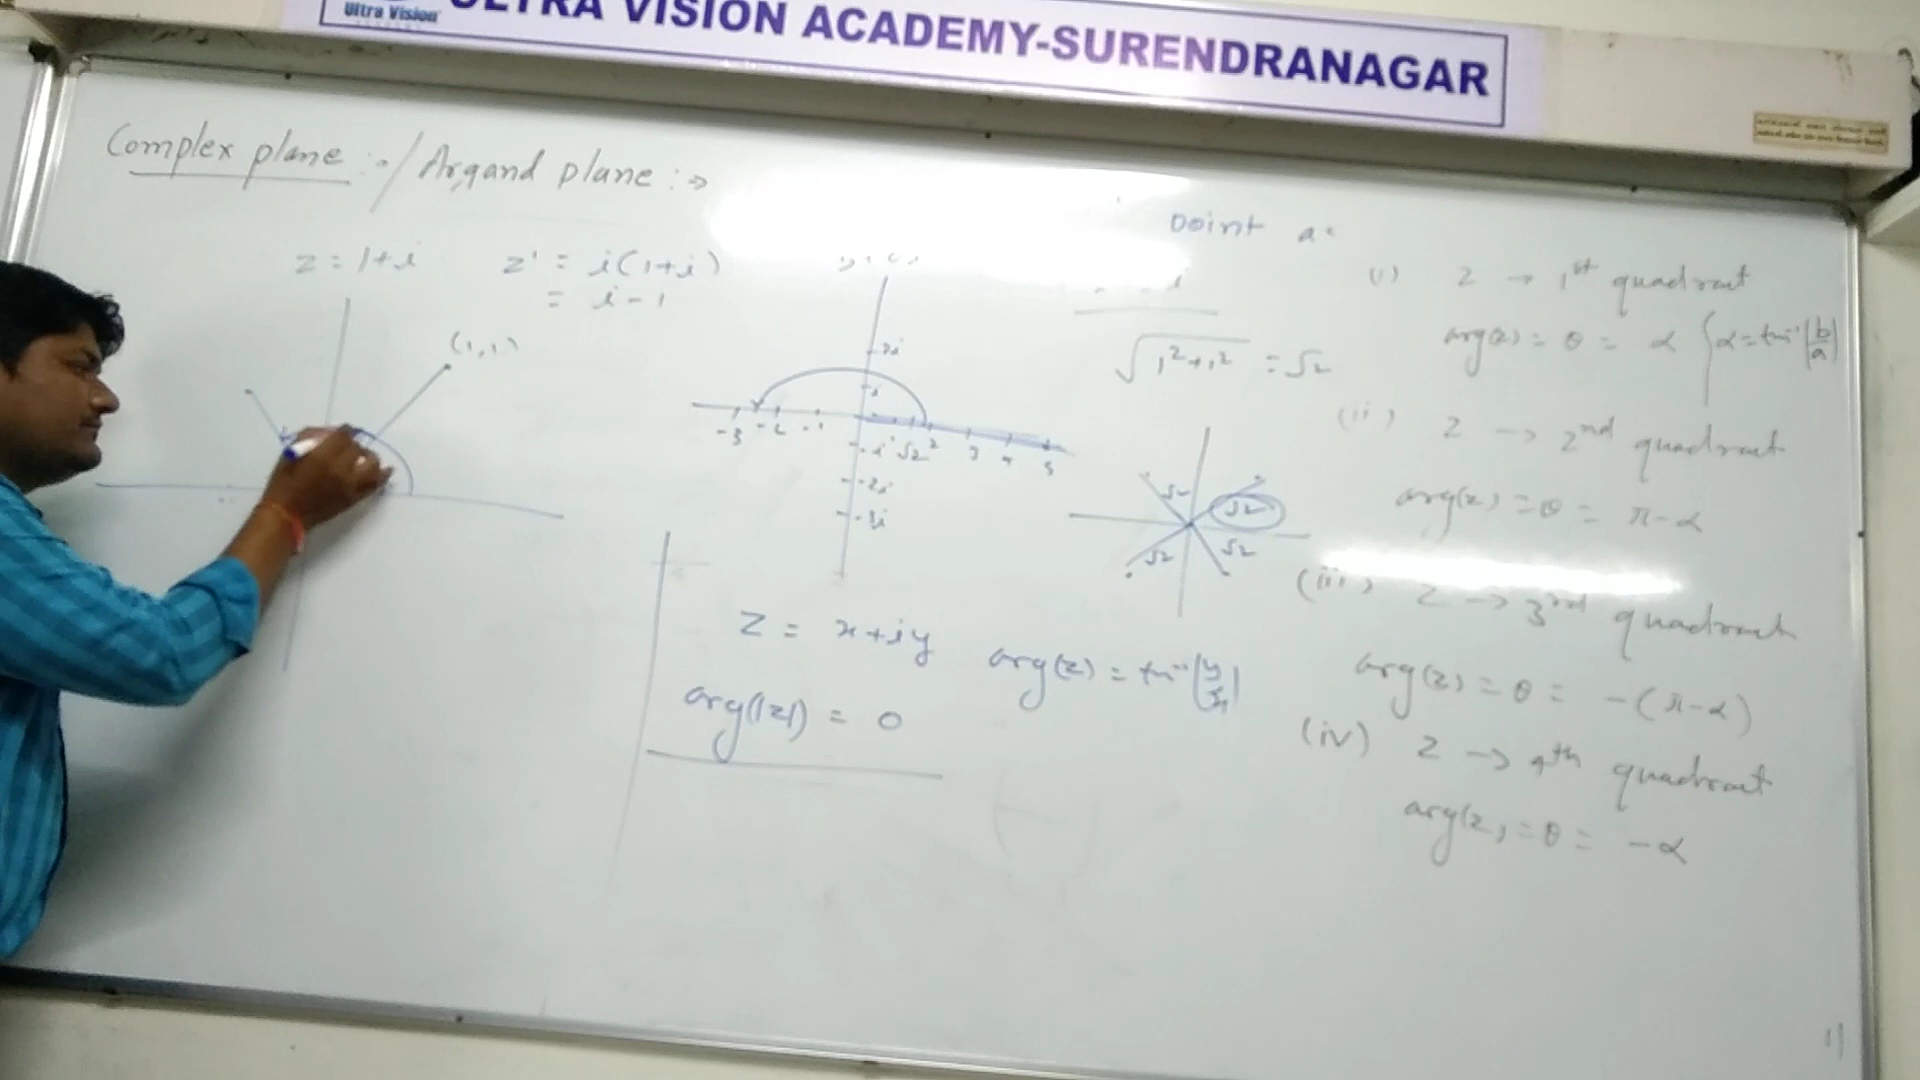 Ultra Vision
ULTRA VISION ACADEMY-SURENDRANAGAR
Complex plane :- / Argand plane :->
z = 1+i
z' = i(1+i)
= i-1
(1,1)
2i
i
-3 -2 -1
√2 2 3 4 5
-i
-2i
-3i
z = x+iy
arg(z) = tan⁻¹|y/x|
arg(|z|) = 0
point a
i
√1²+1² = √2
√2
√2
√2
√2
(i) z → 1st quadrant
arg(z) = θ = α { α = tan⁻¹|b/a|
(ii) z → 2nd quadrant
arg(z) = θ = π-α
(iii) z → 3rd quadrant
arg(z) = θ = -(π-α)
(iv) z → 4th quadrant
arg(z) = θ = -α